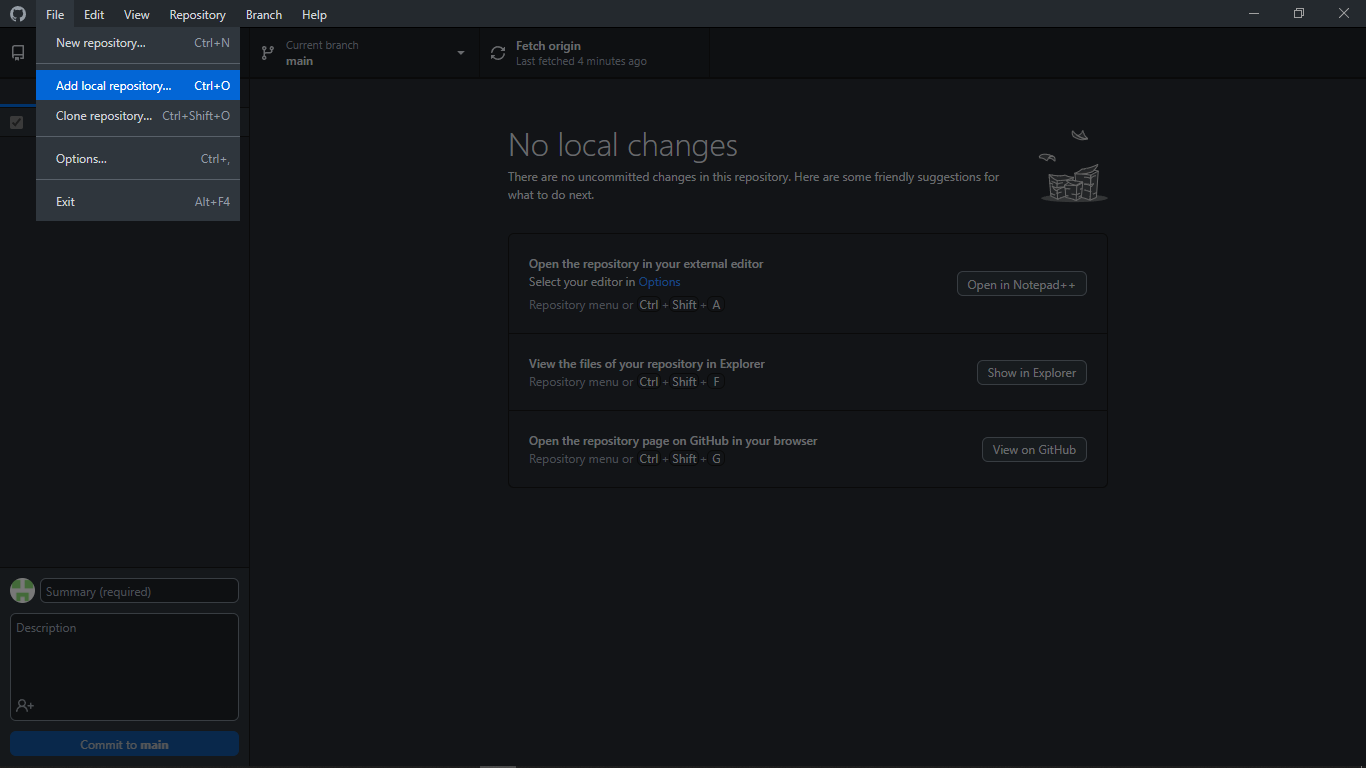 File Edit View Repository Branch Help
New repository... Ctrl+N
Add local repository... Ctrl+O
Clone repository... Ctrl+Shift+O
Options... Ctrl+,
Exit Alt+F4
Current branch
main
Fetch origin
Last fetched 4 minutes ago
No local changes
There are no uncommitted changes in this repository. Here are some friendly suggestions for
what to do next.
Open the repository in your external editor
Select your editor in Options
Repository menu or Ctrl + Shift + A
Open in Notepad++
View the files of your repository in Explorer
Repository menu or Ctrl + Shift + F
Show in Explorer
Open the repository page on GitHub in your browser
Repository menu or Ctrl + Shift + G
View on GitHub
Summary (required)
Description
Commit to main